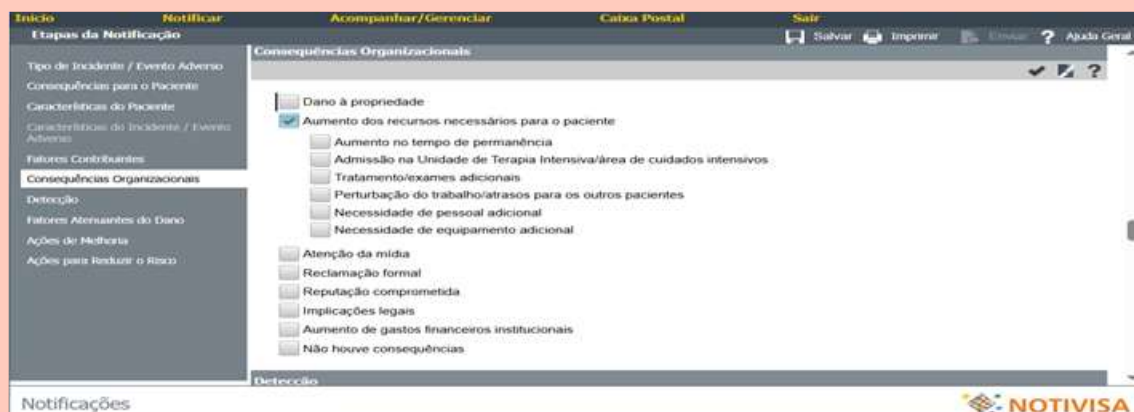 Início Notificar Acompanhar/Gerenciar Caixa Postal Sair
Etapas da Notificação
Salvar Imprimir Enviar ? Ajuda Geral
Tipo de Incidente / Evento Adverso
Consequências para o Paciente
Características do Paciente
Características do Incidente / Evento
Adverso
Fatores Contribuintes
Consequências Organizacionais
Detecção
Fatores Atenuantes do Dano
Ações de Melhoria
Ações para Reduzir o Risco
Consequências Organizacionais
?
Dano à propriedade
Aumento dos recursos necessários para o paciente
Aumento no tempo de permanência
Admissão na Unidade de Terapia Intensiva/área de cuidados intensivos
Tratamento/exames adicionais
Perturbação do trabalho/atrasos para os outros pacientes
Necessidade de pessoal adicional
Necessidade de equipamento adicional
Atenção da mídia
Reclamação formal
Reputação comprometida
Implicações legais
Aumento de gastos financeiros institucionais
Não houve consequências
Detecção
Notificações
NOTIVISA